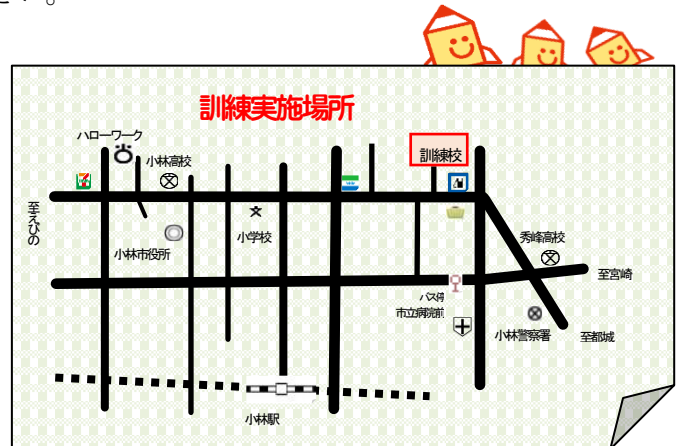 訓練実施場所
ハローワーク
小林高校
訓練校
至えびの
小林市役所
小学校
秀峰高校
至宮崎
バス停
市立病院前
小林警察署
至都城
小林駅